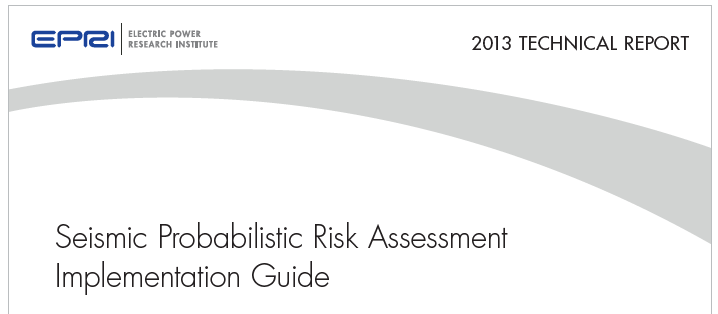 EPRI
ELECTRIC POWER
RESEARCH INSTITUTE
2013 TECHNICAL REPORT
Seismic Probabilistic Risk Assessment
Implementation Guide